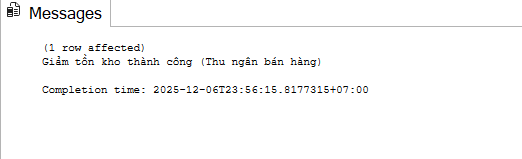 Messages
(1 row affected)
Giảm tồn kho thành công (Thu ngân bán hàng)
Completion time: 2025-12-06T23:56:15.8177315+07:00